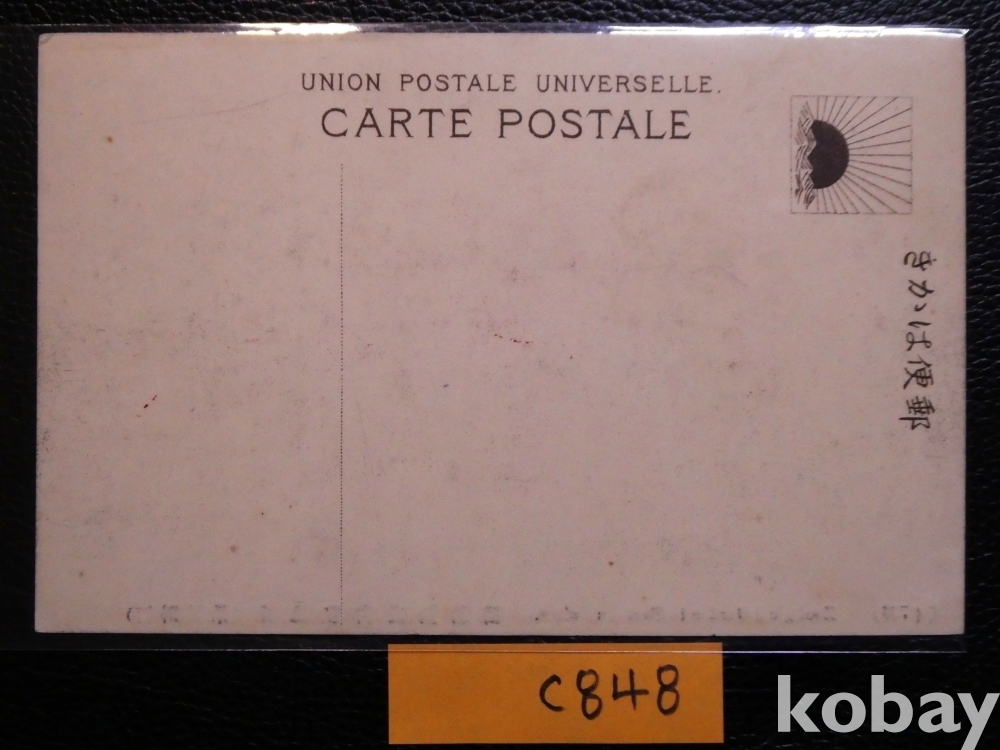 UNION POSTALE UNIVERSELLE.
CARTE POSTALE
郵便はかき
C848
kobay